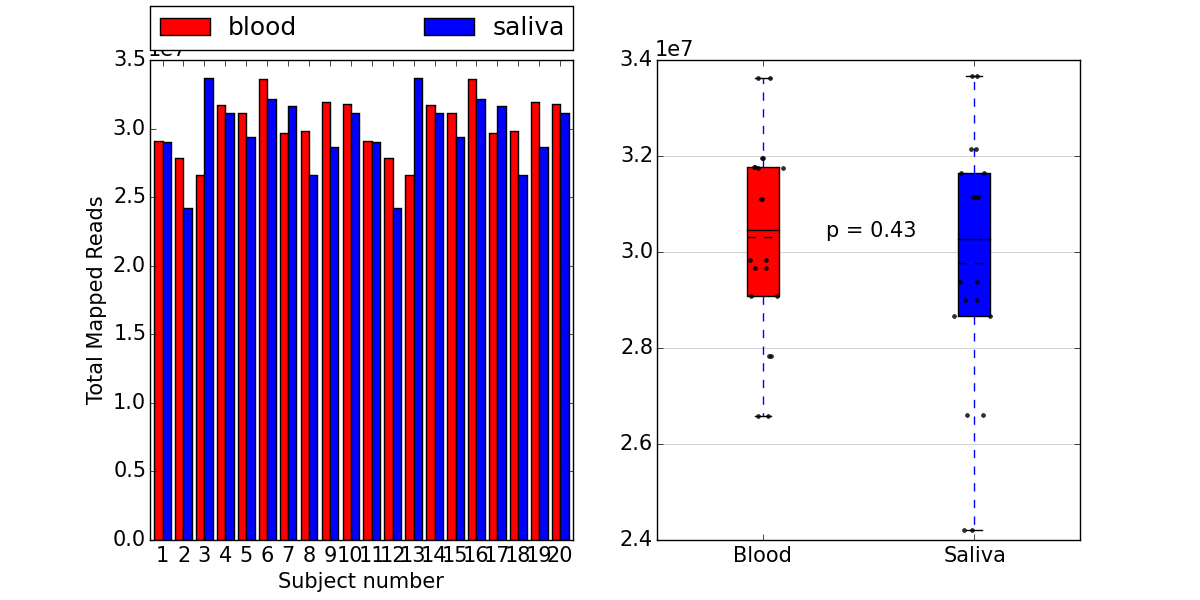 blood saliva
1e7
3.5
3.0
2.5
2.0
1.5
1.0
0.5
0.0
Total Mapped Reads
1 2 3 4 5 6 7 8 9 10 11 12 13 14 15 16 17 18 19 20
Subject number
1e7
3.4
3.2
3.0
2.8
2.6
2.4
p = 0.43
Blood Saliva